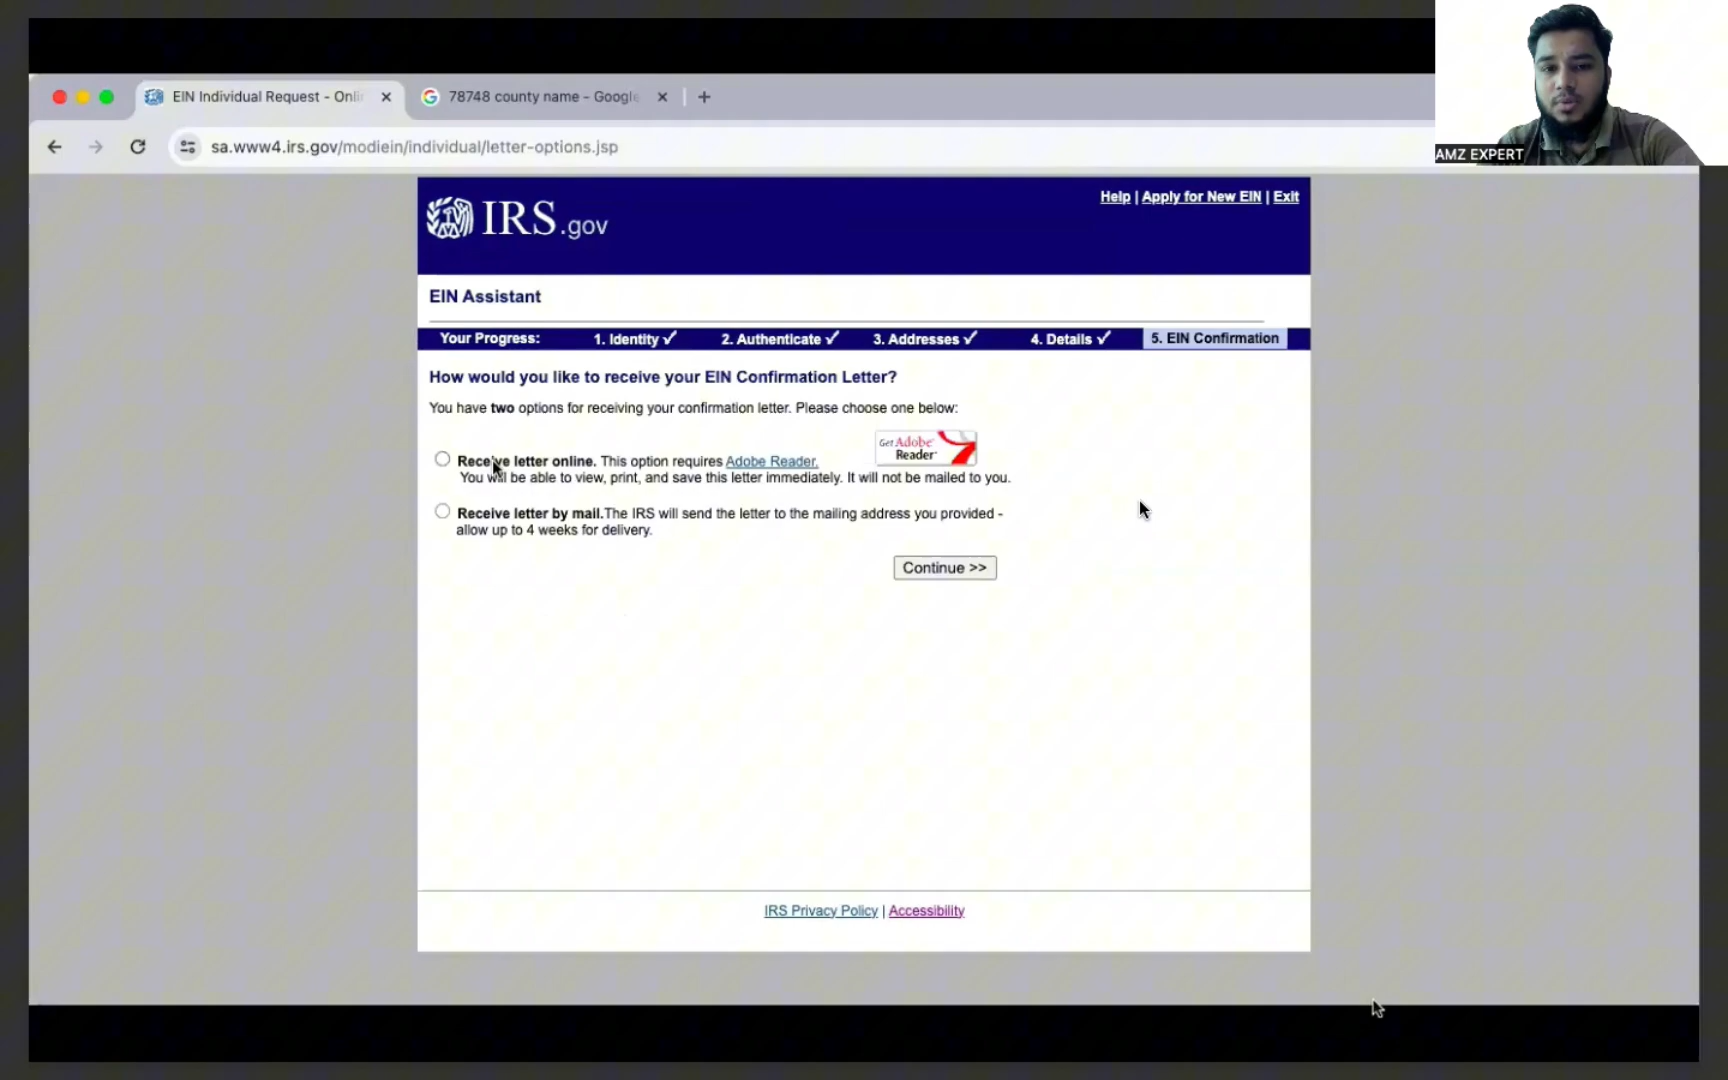 EIN Individual Request - Onli
78748 county name - Google
sa.www4.irs.gov/modiein/individual/letter-options.jsp
AMZ EXPERT
Help | Apply for New EIN | Exit
IRS.gov
EIN Assistant
Your Progress: 1. Identity ✓ 2. Authenticate ✓ 3. Addresses ✓ 4. Details ✓ 5. EIN Confirmation
How would you like to receive your EIN Confirmation Letter?
You have two options for receiving your confirmation letter. Please choose one below:
Get Adobe
Reader
Receive letter online. This option requires Adobe Reader.
You will be able to view, print, and save this letter immediately. It will not be mailed to you.
Receive letter by mail.The IRS will send the letter to the mailing address you provided -
allow up to 4 weeks for delivery.
Continue >>
IRS Privacy Policy | Accessibility